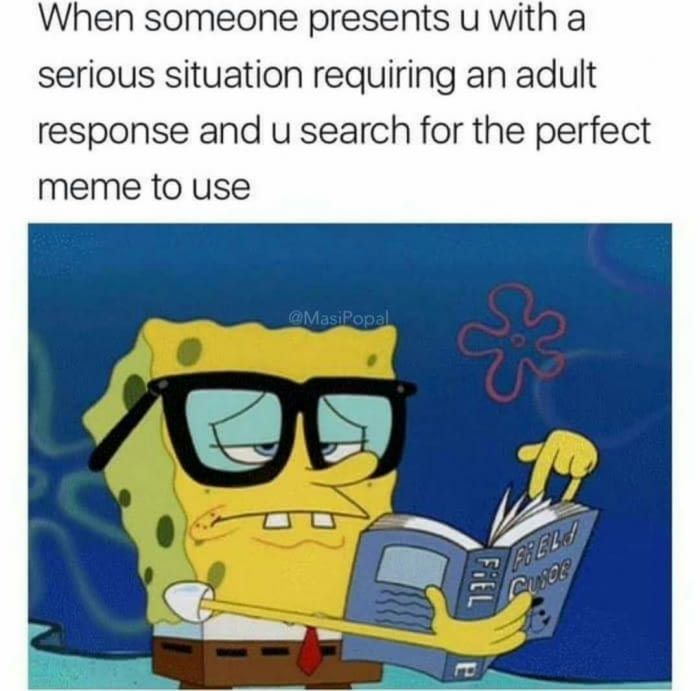 When someone presents u with a
serious situation requiring an adult
response and u search for the perfect
meme to use
@MasiPopal
FiELd
GUiDE
FiEL